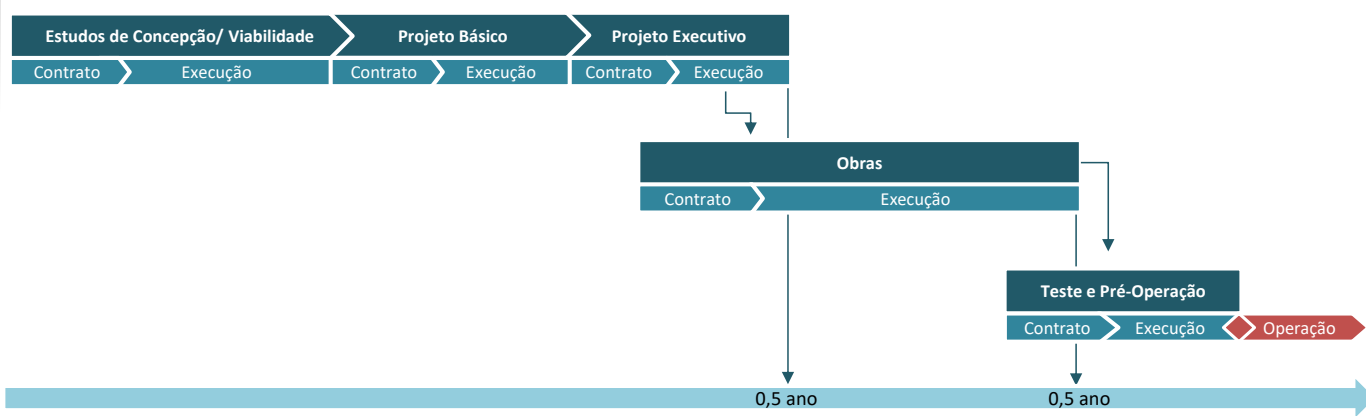 Estudos de Concepção/ Viabilidade
Projeto Básico
Projeto Executivo
Contrato
Execução
Contrato
Execução
Contrato
Execução
Obras
Contrato
Execução
Teste e Pré-Operação
Contrato
Execução
Operação
0,5 ano
0,5 ano